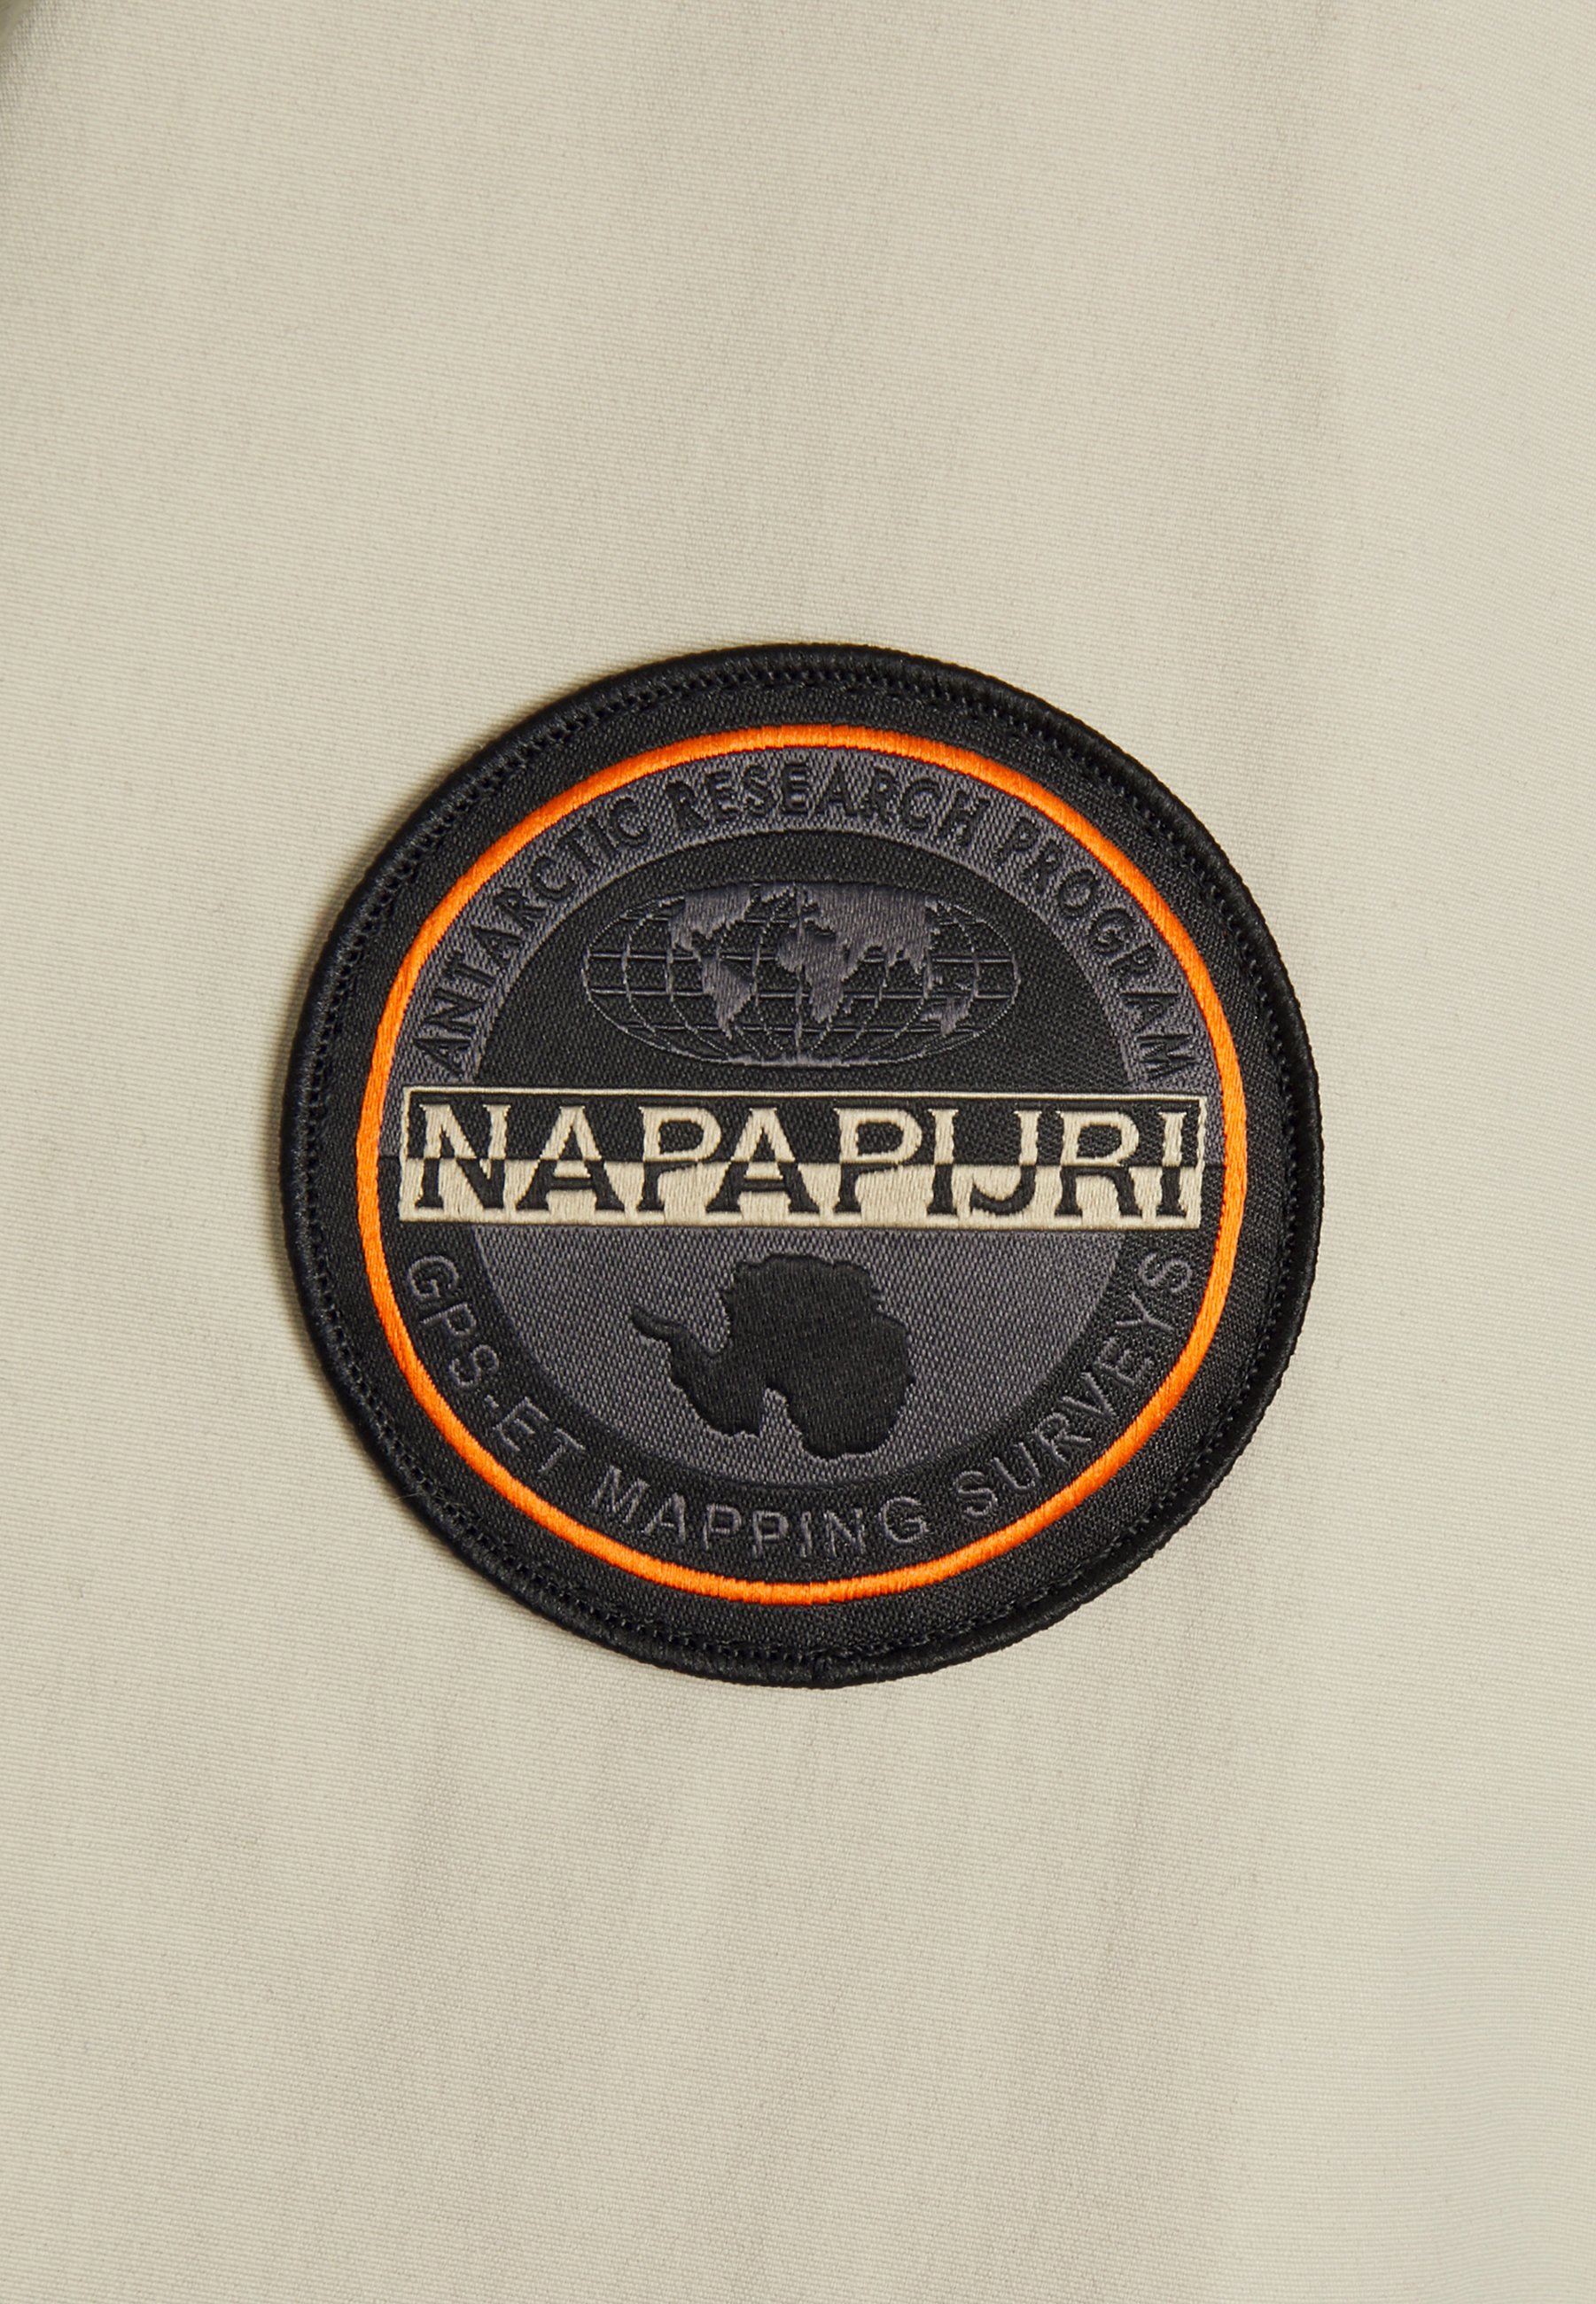 ANTARCTIC RESEARCH PROGRAM
NAPAPIJRI
GPS-ET MAPPING SURVEYS